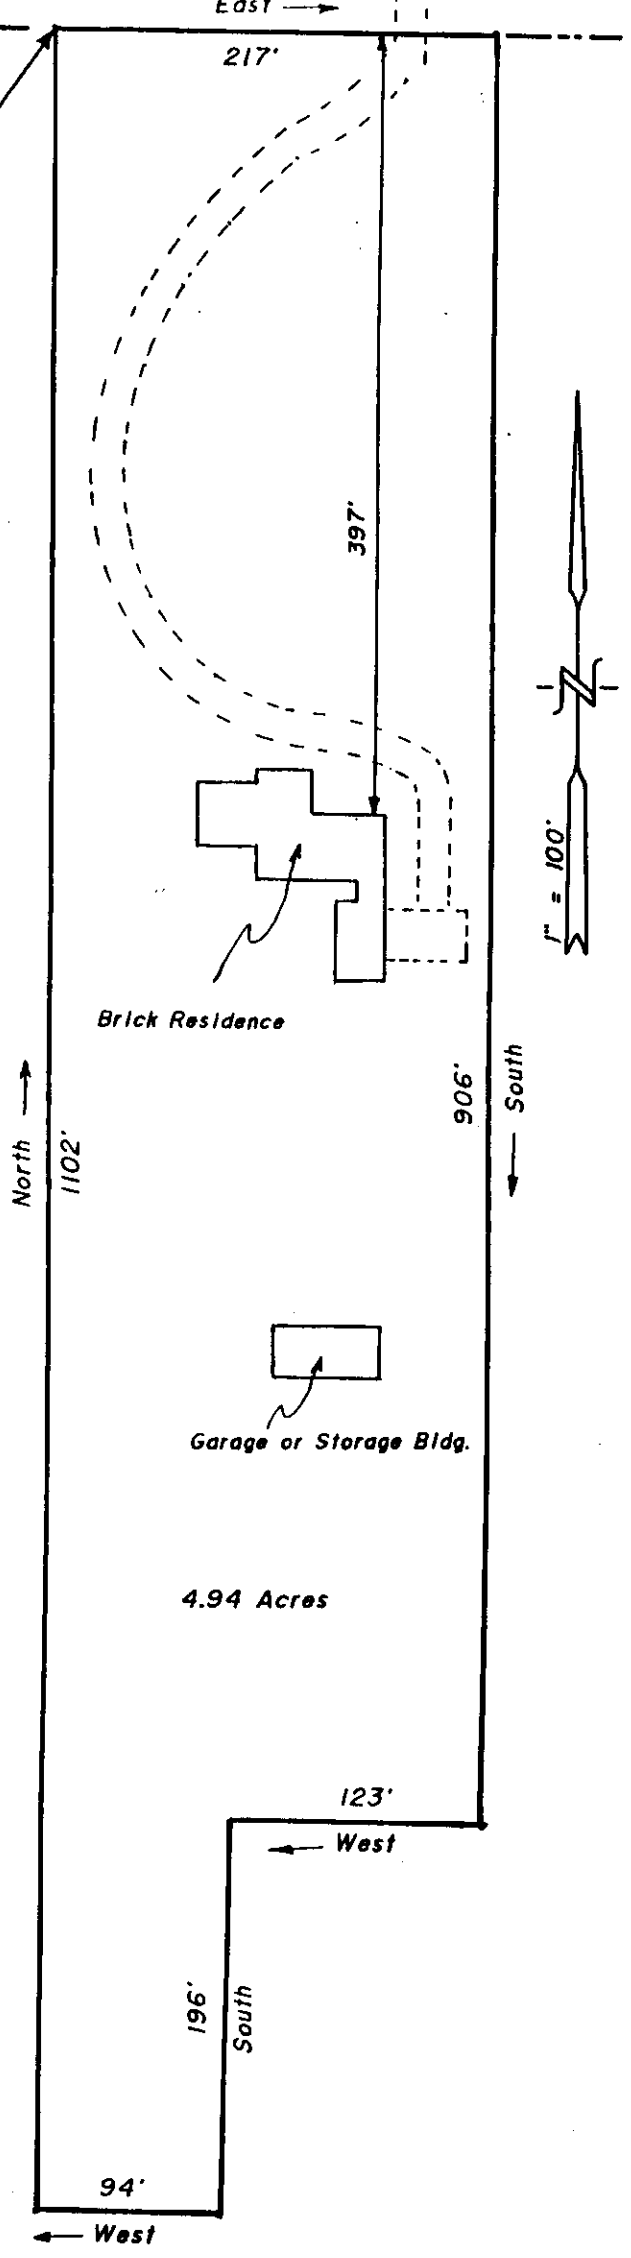 East
217'
397'
1" = 100'
N
Brick Residence
North
1102'
906'
South
Garage or Storage Bldg.
4.94 Acres
123'
West
196'
South
94'
West